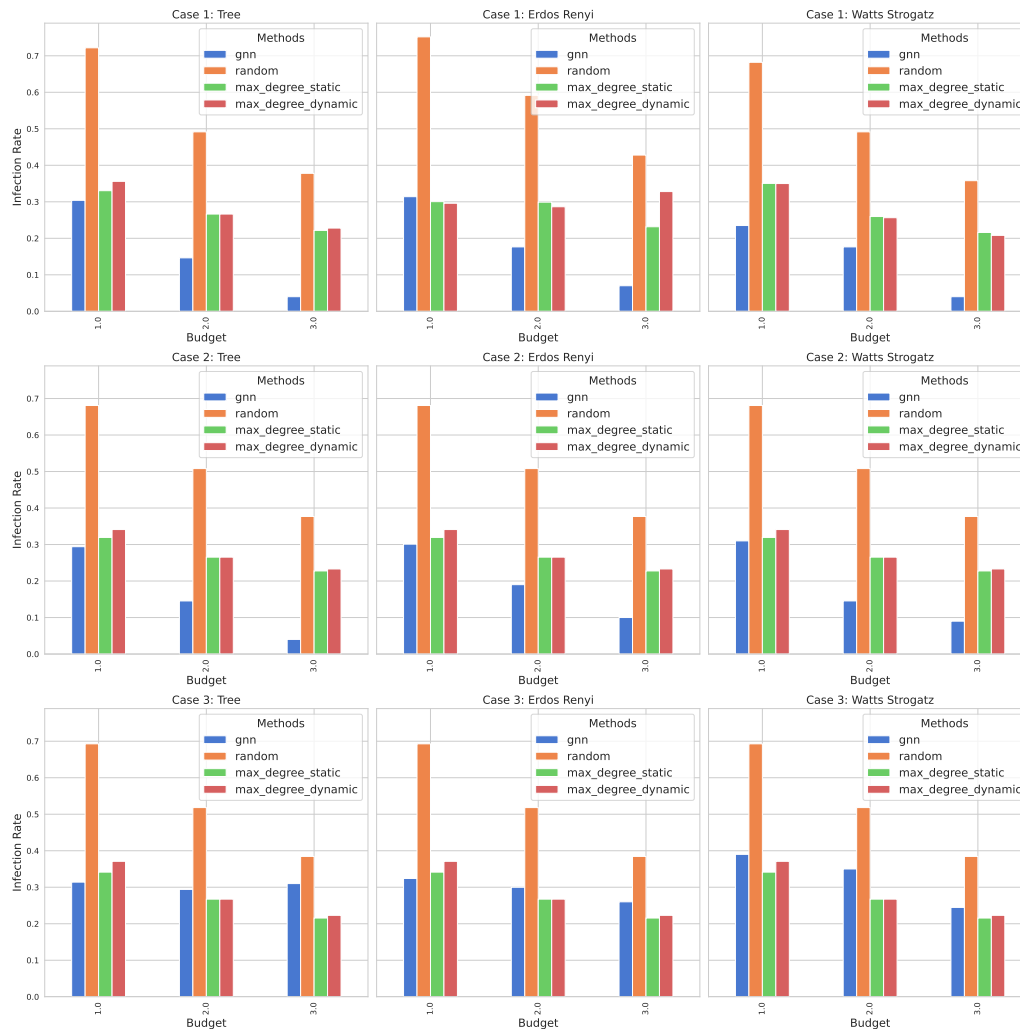 Case 1: Tree
Infection Rate
0.7
0.6
0.5
0.4
0.3
0.2
0.1
0.0
Methods
gnn
random
max_degree_static
max_degree_dynamic
1.0
2.0
3.0
Budget
Case 1: Erdos Renyi
Methods
gnn
random
max_degree_static
max_degree_dynamic
1.0
2.0
3.0
Budget
Case 1: Watts Strogatz
Methods
gnn
random
max_degree_static
max_degree_dynamic
1.0
2.0
3.0
Budget
Case 2: Tree
Infection Rate
0.7
0.6
0.5
0.4
0.3
0.2
0.1
0.0
Methods
gnn
random
max_degree_static
max_degree_dynamic
1.0
2.0
3.0
Budget
Case 2: Erdos Renyi
Methods
gnn
random
max_degree_static
max_degree_dynamic
1.0
2.0
3.0
Budget
Case 2: Watts Strogatz
Methods
gnn
random
max_degree_static
max_degree_dynamic
1.0
2.0
3.0
Budget
Case 3: Tree
Infection Rate
0.7
0.6
0.5
0.4
0.3
0.2
0.1
0.0
Methods
gnn
random
max_degree_static
max_degree_dynamic
1.0
2.0
3.0
Budget
Case 3: Erdos Renyi
Methods
gnn
random
max_degree_static
max_degree_dynamic
1.0
2.0
3.0
Budget
Case 3: Watts Strogatz
Methods
gnn
random
max_degree_static
max_degree_dynamic
1.0
2.0
3.0
Budget